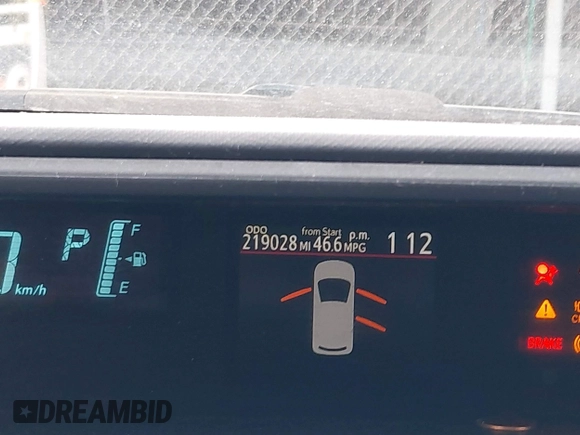 ODO from Start p.m.
219028 MI 46.6 MPG 1 12
P F
E
km/h
BRAKE
DREAMBID